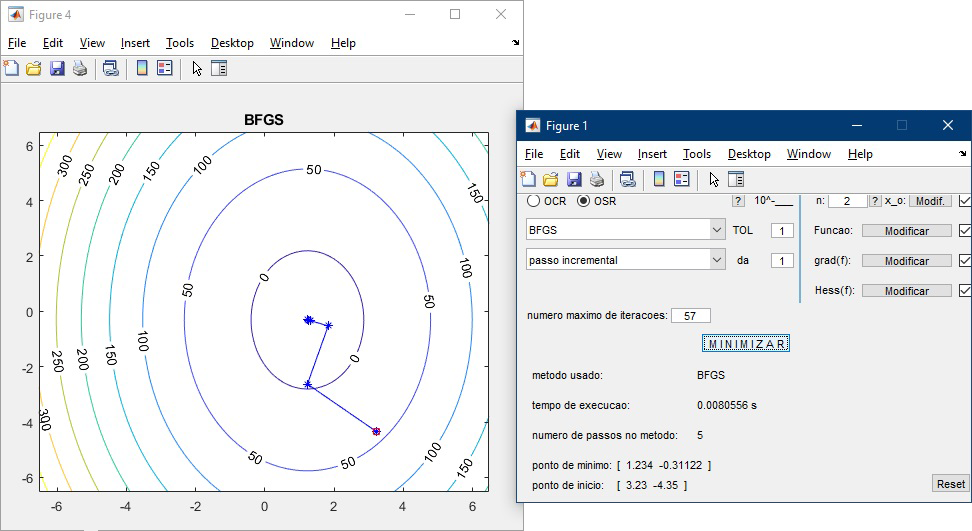 Figure 4
File Edit View Insert Tools Desktop Window Help
BFGS
6
4
2
0
-2
-4
-6
-6 -4 -2 0 2 4 6
300
250
200
150
100
50
150
0
50
100
50
0
100
250
200
150
300
50
50
100
150
Figure 1
File Edit View Insert Tools Desktop Window Help
OCR OSR ? 10^-___ n: 2 ? x_o: Modif.
BFGS TOL 1 Funcao: Modificar
passo incremental da 1 grad(f): Modificar
Hess(f): Modificar
numero maximo de iteracoes: 57
M I N I M I Z A R
metodo usado: BFGS
tempo de execucao: 0.0080556 s
numero de passos no metodo: 5
ponto de minimo: [ 1.234 -0.31122 ]
ponto de inicio: [ 3.23 -4.35 ]
Reset